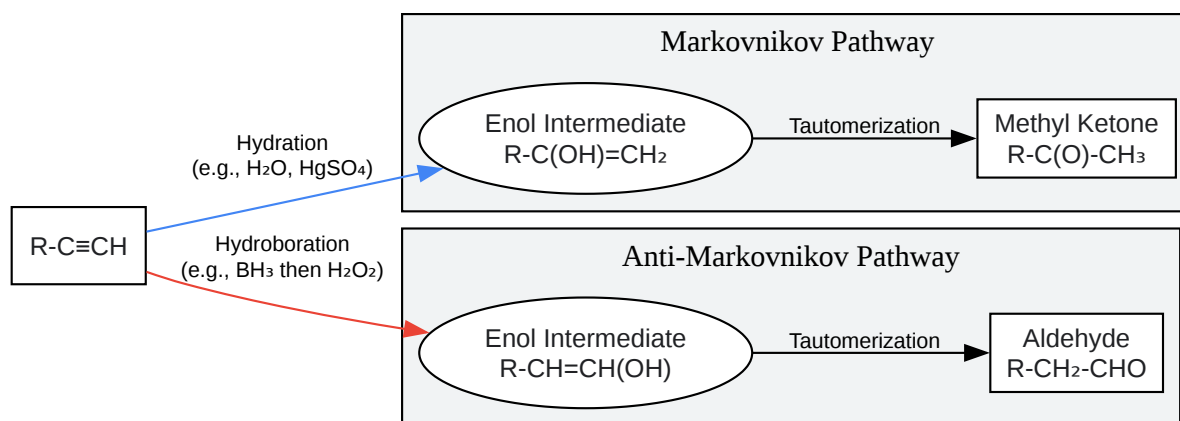 Markovnikov Pathway
Enol Intermediate
R-C(OH)=CH₂
Tautomerization
Methyl Ketone
R-C(O)-CH₃
Hydration
(e.g., H₂O, HgSO₄)
R-C≡CH
Hydroboration
(e.g., BH₃ then H₂O₂)
Anti-Markovnikov Pathway
Enol Intermediate
R-CH=CH(OH)
Tautomerization
Aldehyde
R-CH₂-CHO